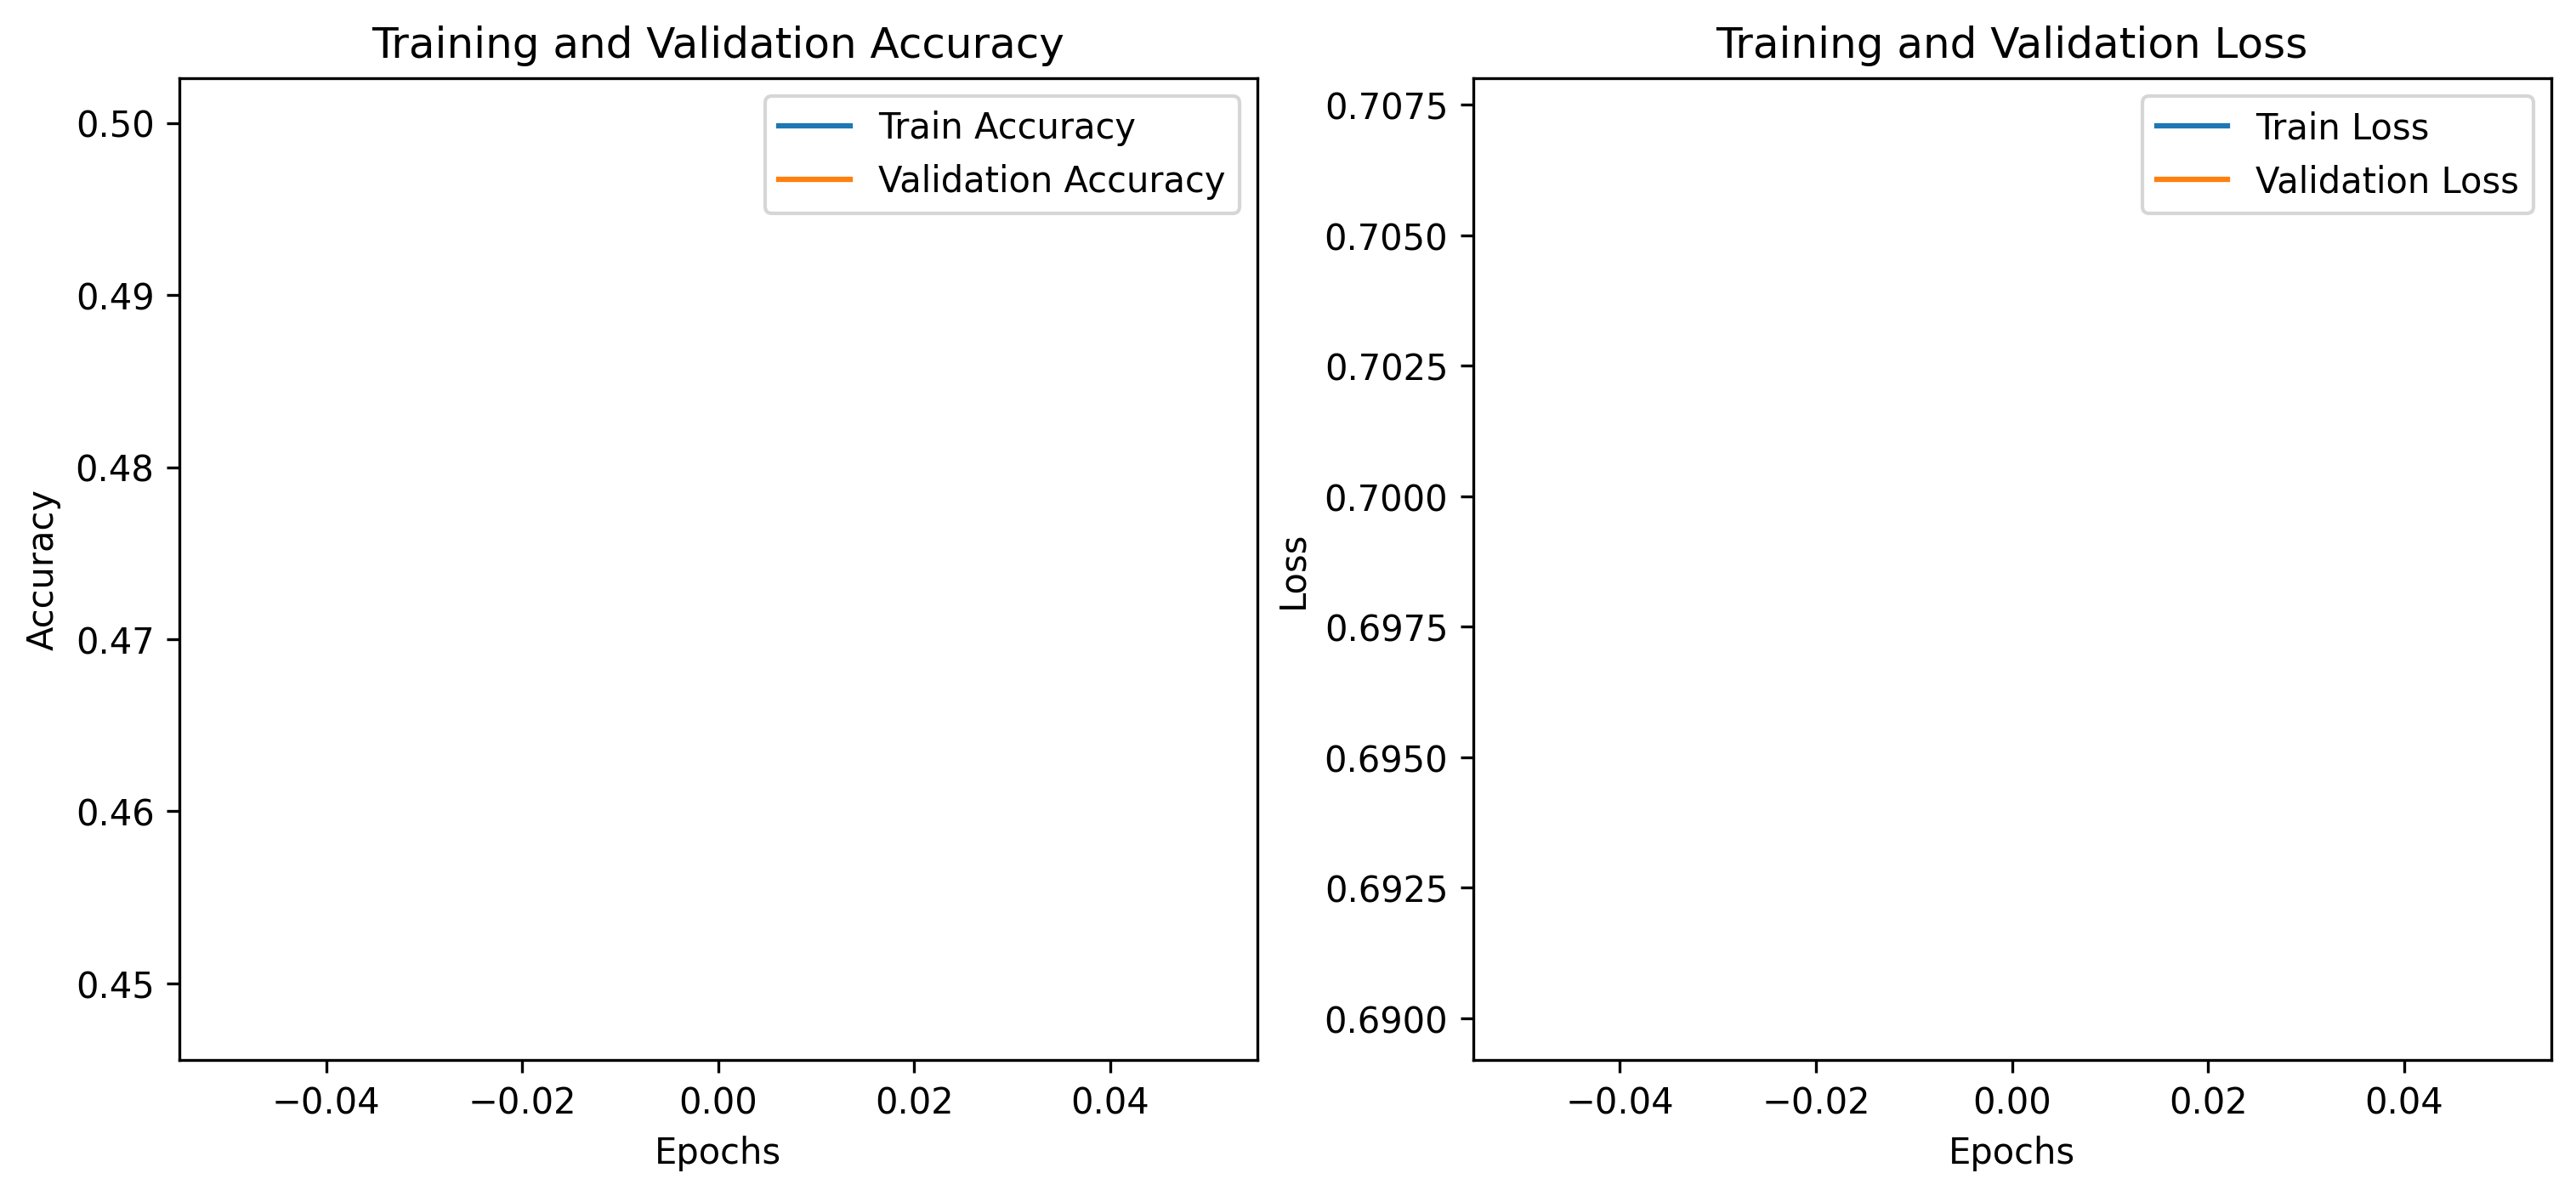 Training and Validation Accuracy
Train Accuracy
Validation Accuracy
0.50
0.49
0.48
0.47
0.46
0.45
Accuracy
−0.04
−0.02
0.00
0.02
0.04
Epochs
Training and Validation Loss
Train Loss
Validation Loss
0.7075
0.7050
0.7025
0.7000
0.6975
0.6950
0.6925
0.6900
Loss
−0.04
−0.02
0.00
0.02
0.04
Epochs